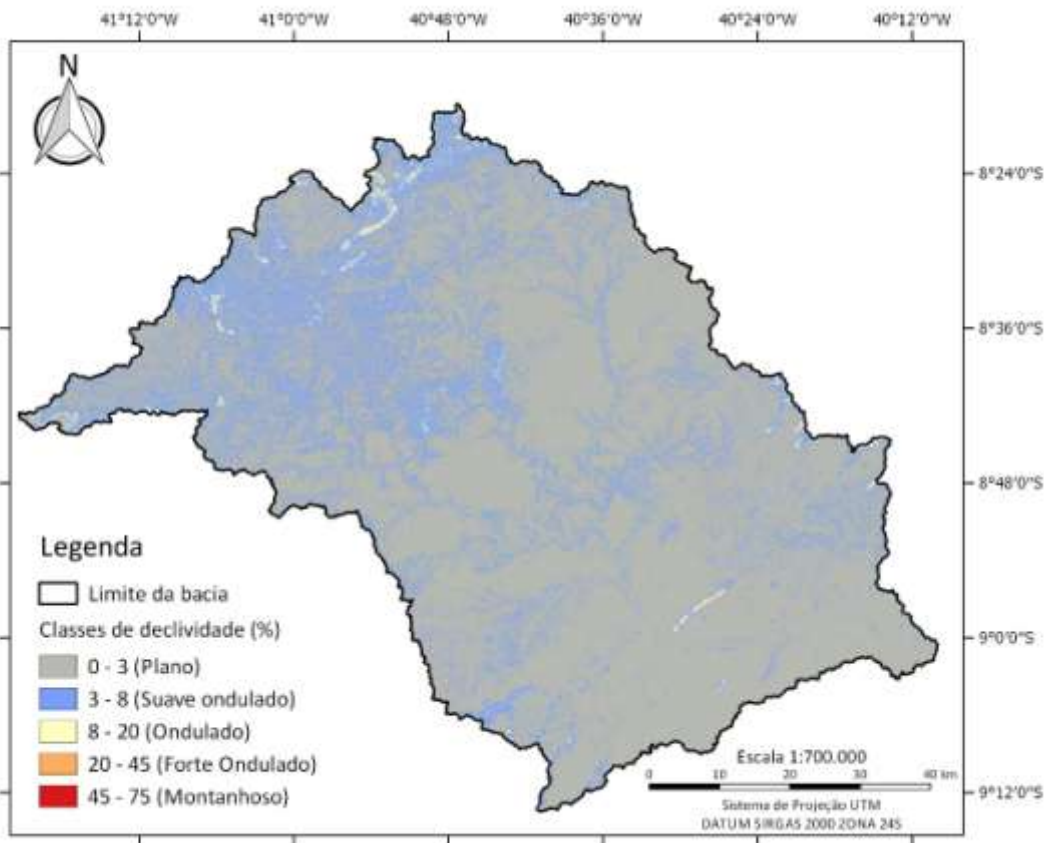 41°12'0"W 41°0'0"W 40°48'0"W 40°36'0"W 40°24'0"W 40°12'0"W
N
8°24'0"S
8°36'0"S
8°48'0"S
9°0'0"S
9°12'0"S
Legenda
Limite da bacia
Classes de declividade (%)
0 - 3 (Plano)
3 - 8 (Suave ondulado)
8 - 20 (Ondulado)
20 - 45 (Forte Ondulado)
45 - 75 (Montanhoso)
Escala 1:700.000
0 10 20 30 40 km
Sistema de Projeção UTM
DATUM SIRGAS 2000 ZONA 24S